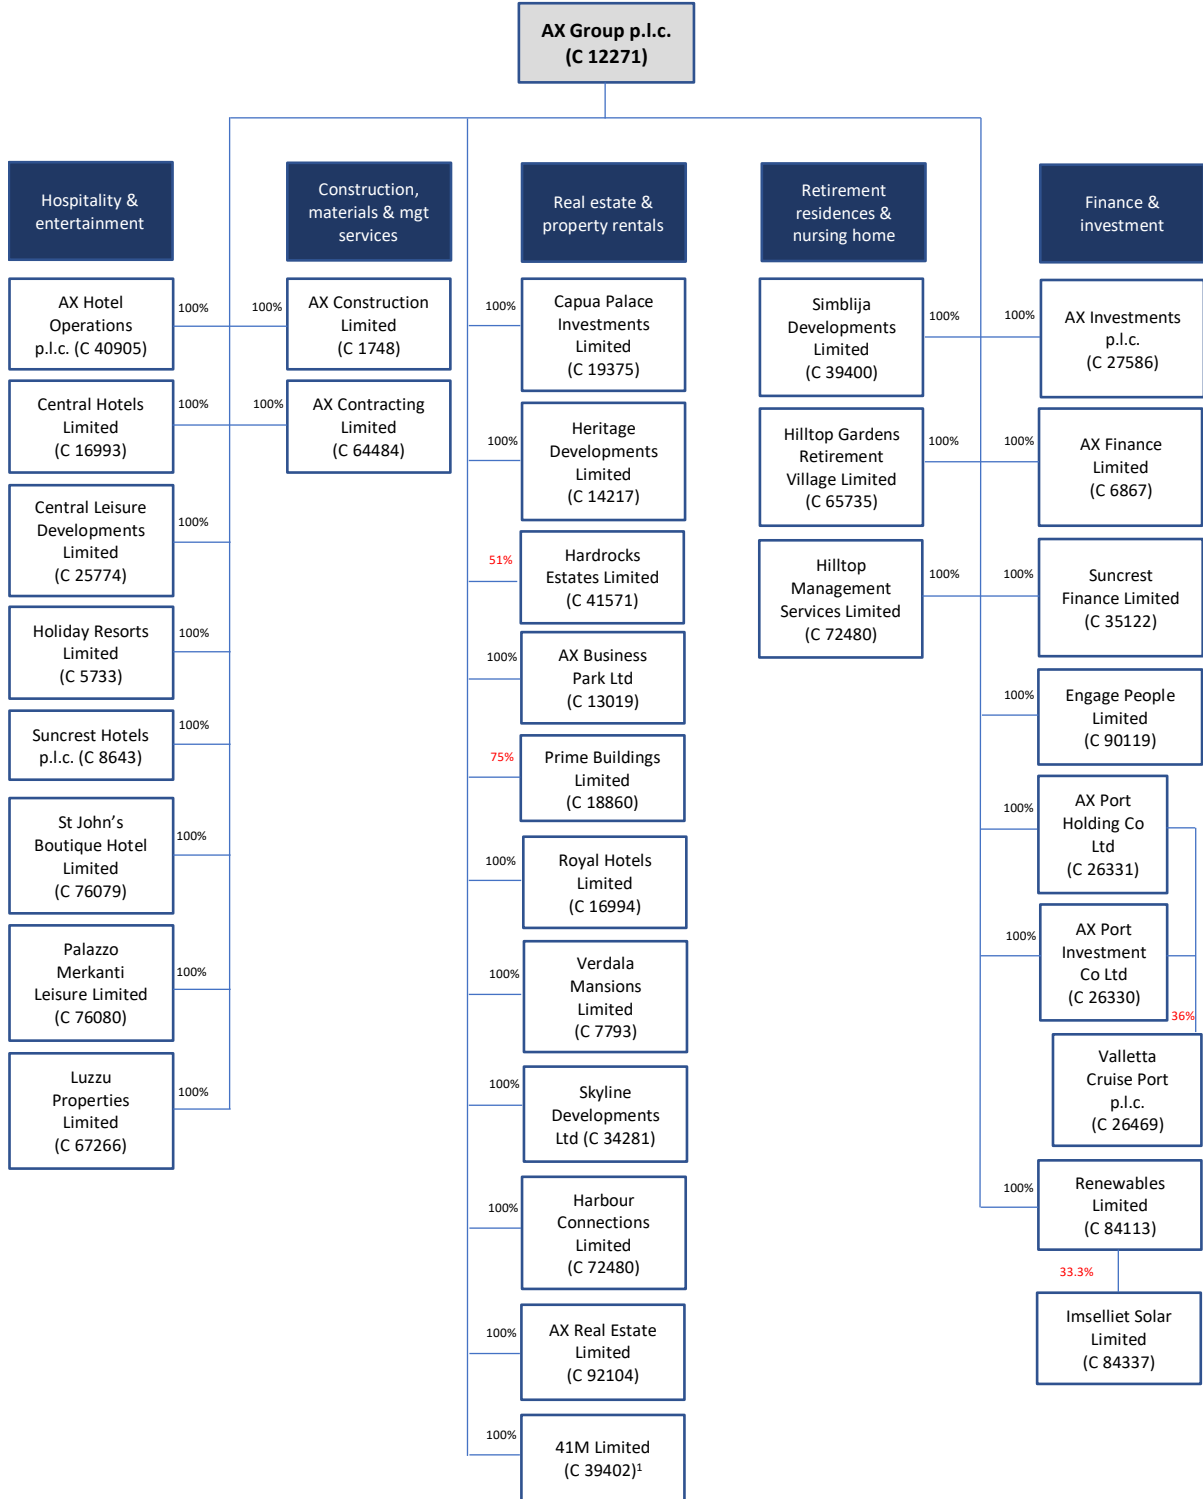 AX Group p.l.c.
(C 12271)
Hospitality &
entertainment
AX Hotel
Operations
p.l.c. (C 40905)
100%
Central Hotels
Limited
(C 16993)
100%
Central Leisure
Developments
Limited
(C 25774)
100%
Holiday Resorts
Limited
(C 5733)
100%
Suncrest Hotels
p.l.c. (C 8643)
100%
St John’s
Boutique Hotel
Limited
(C 76079)
100%
Palazzo
Merkanti
Leisure Limited
(C 76080)
100%
Luzzu
Properties
Limited
(C 67266)
100%
Construction,
materials & mgt
services
100%
AX Construction
Limited
(C 1748)
100%
AX Contracting
Limited
(C 64484)
Real estate &
property rentals
100%
Capua Palace
Investments
Limited
(C 19375)
100%
Heritage
Developments
Limited
(C 14217)
51%
Hardrocks
Estates Limited
(C 41571)
100%
AX Business
Park Ltd
(C 13019)
75%
Prime Buildings
Limited
(C 18860)
100%
Royal Hotels
Limited
(C 16994)
100%
Verdala
Mansions
Limited
(C 7793)
100%
Skyline
Developments
Ltd (C 34281)
100%
Harbour
Connections
Limited
(C 72480)
100%
AX Real Estate
Limited
(C 92104)
100%
41M Limited
(C 39402)¹
Retirement
residences &
nursing home
Simblija
Developments
Limited
(C 39400)
100%
Hilltop Gardens
Retirement
Village Limited
(C 65735)
100%
Hilltop
Management
Services Limited
(C 72480)
100%
Finance &
investment
100%
AX Investments
p.l.c.
(C 27586)
100%
AX Finance
Limited
(C 6867)
100%
Suncrest
Finance Limited
(C 35122)
100%
Engage People
Limited
(C 90119)
100%
AX Port
Holding Co
Ltd
(C 26331)
100%
AX Port
Investment
Co Ltd
(C 26330)
36%
Valletta
Cruise Port
p.l.c.
(C 26469)
100%
Renewables
Limited
(C 84113)
33.3%
Imselliet Solar
Limited
(C 84337)